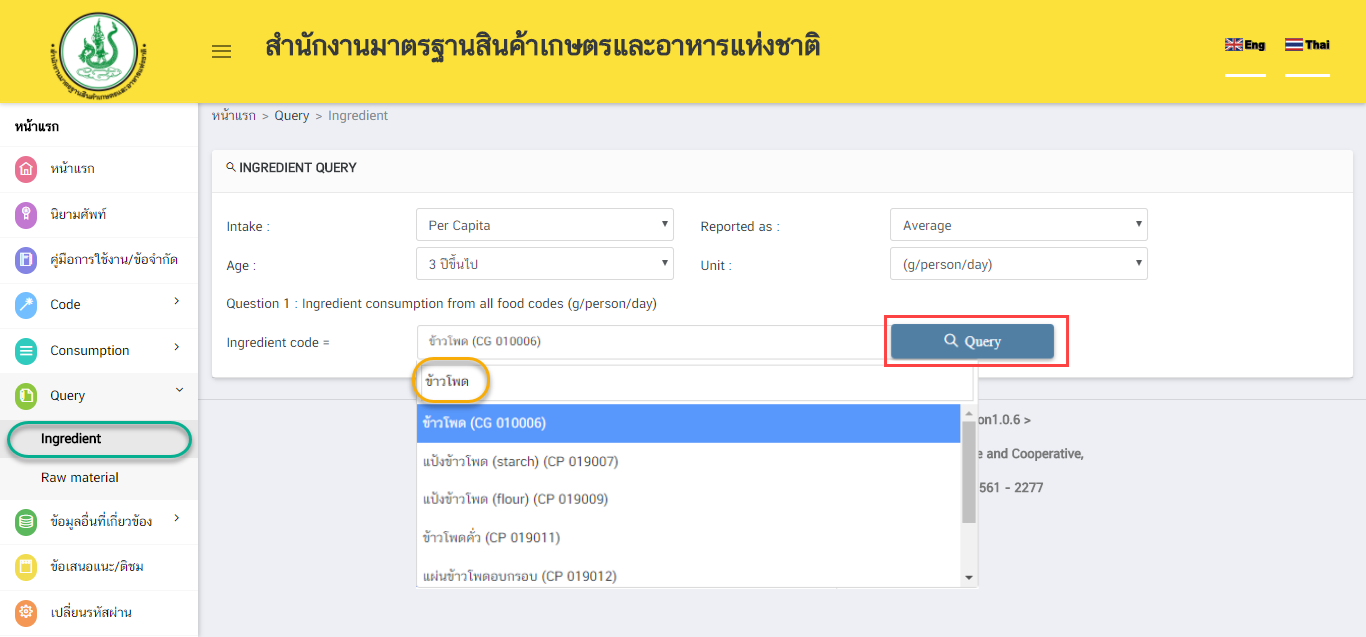 สำนักงานมาตรฐานสินค้าเกษตรและอาหารแห่งชาติ
Eng Thai
หน้าแรก
หน้าแรก
นิยามศัพท์
คู่มือการใช้งาน/ข้อจำกัด
Code
Consumption
Query
Ingredient
Raw material
ข้อมูลอื่นที่เกี่ยวข้อง
ข้อเสนอแนะ/ติชม
เปลี่ยนรหัสผ่าน
หน้าแรก > Query > Ingredient
INGREDIENT QUERY
Intake : Per Capita Reported as : Average
Age : 3 ปีขึ้นไป Unit : (g/person/day)
Question 1 : Ingredient consumption from all food codes (g/person/day)
Ingredient code = ข้าวโพด (CG 010006) Query
ข้าวโพด
ข้าวโพด (CG 010006)
แป้งข้าวโพด (starch) (CP 019007)
แป้งข้าวโพด (flour) (CP 019009)
ข้าวโพดคั่ว (CP 019011)
แผ่นข้าวโพดอบกรอบ (CP 019012)
on1.0.6 >
e and Cooperative,
561 - 2277